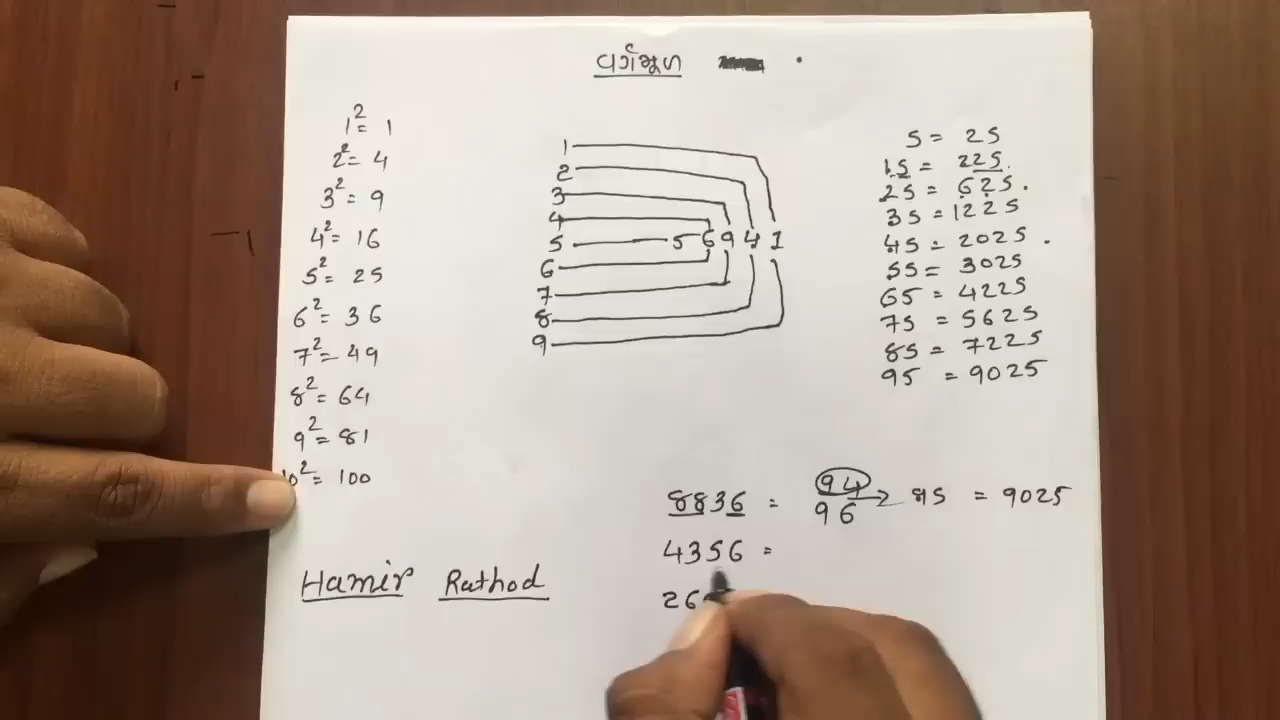 વર્ગમૂળ
1² = 1
2² = 4
3² = 9
4² = 16
5² = 25
6² = 36
7² = 49
8² = 64
9² = 81
10² = 100
1
2
3
4
5 5 6 9 4 1
6
7
8
9
5 = 25
15 = 225.
25 = 625.
35 = 1225
45 = 2025.
55 = 3025
65 = 4225
75 = 5625
85 = 7225
95 = 9025
8836 = 94
96 → 95 = 9025
4356 =
26
Hamir Rathod